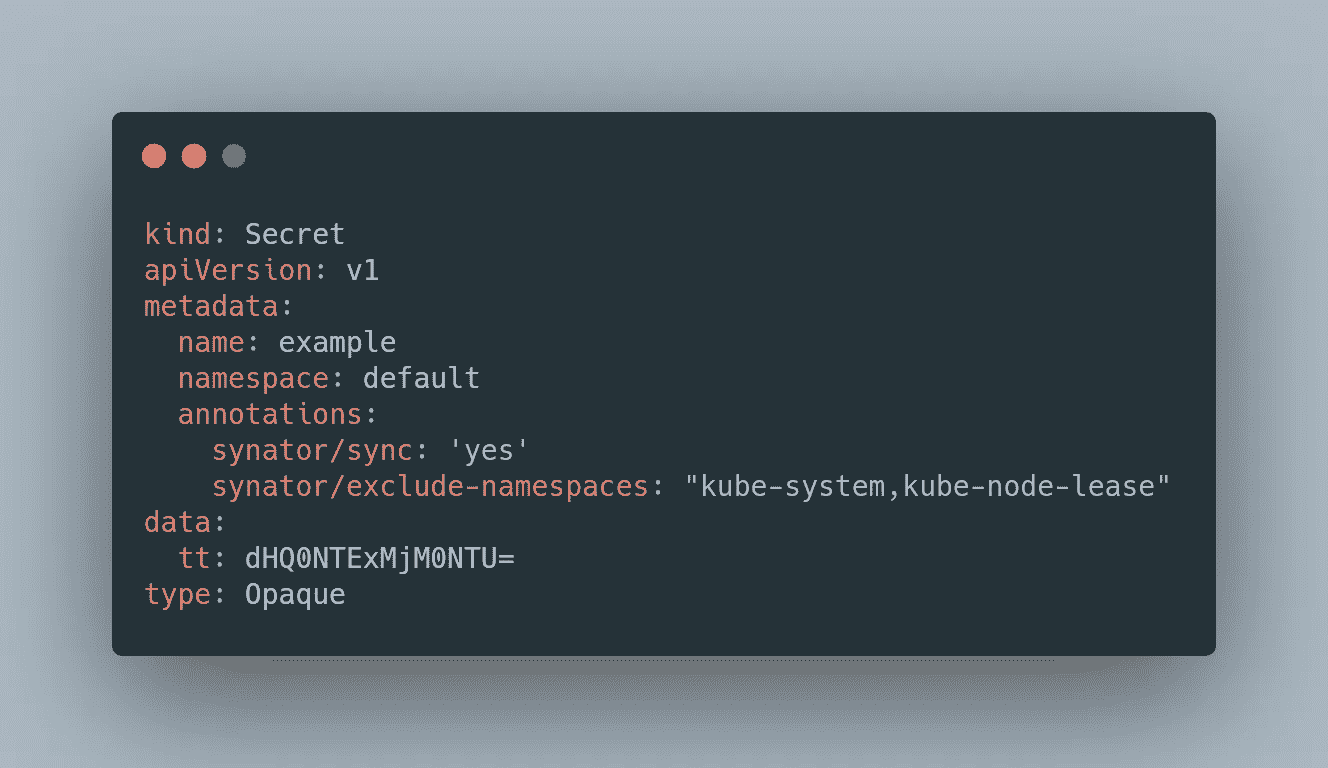 kind: Secret
apiVersion: v1
metadata:
  name: example
  namespace: default
  annotations:
    synator/sync: 'yes'
    synator/exclude-namespaces: "kube-system,kube-node-lease"
data:
  tt: dHQ0NTExMjM0NTU=
type: Opaque